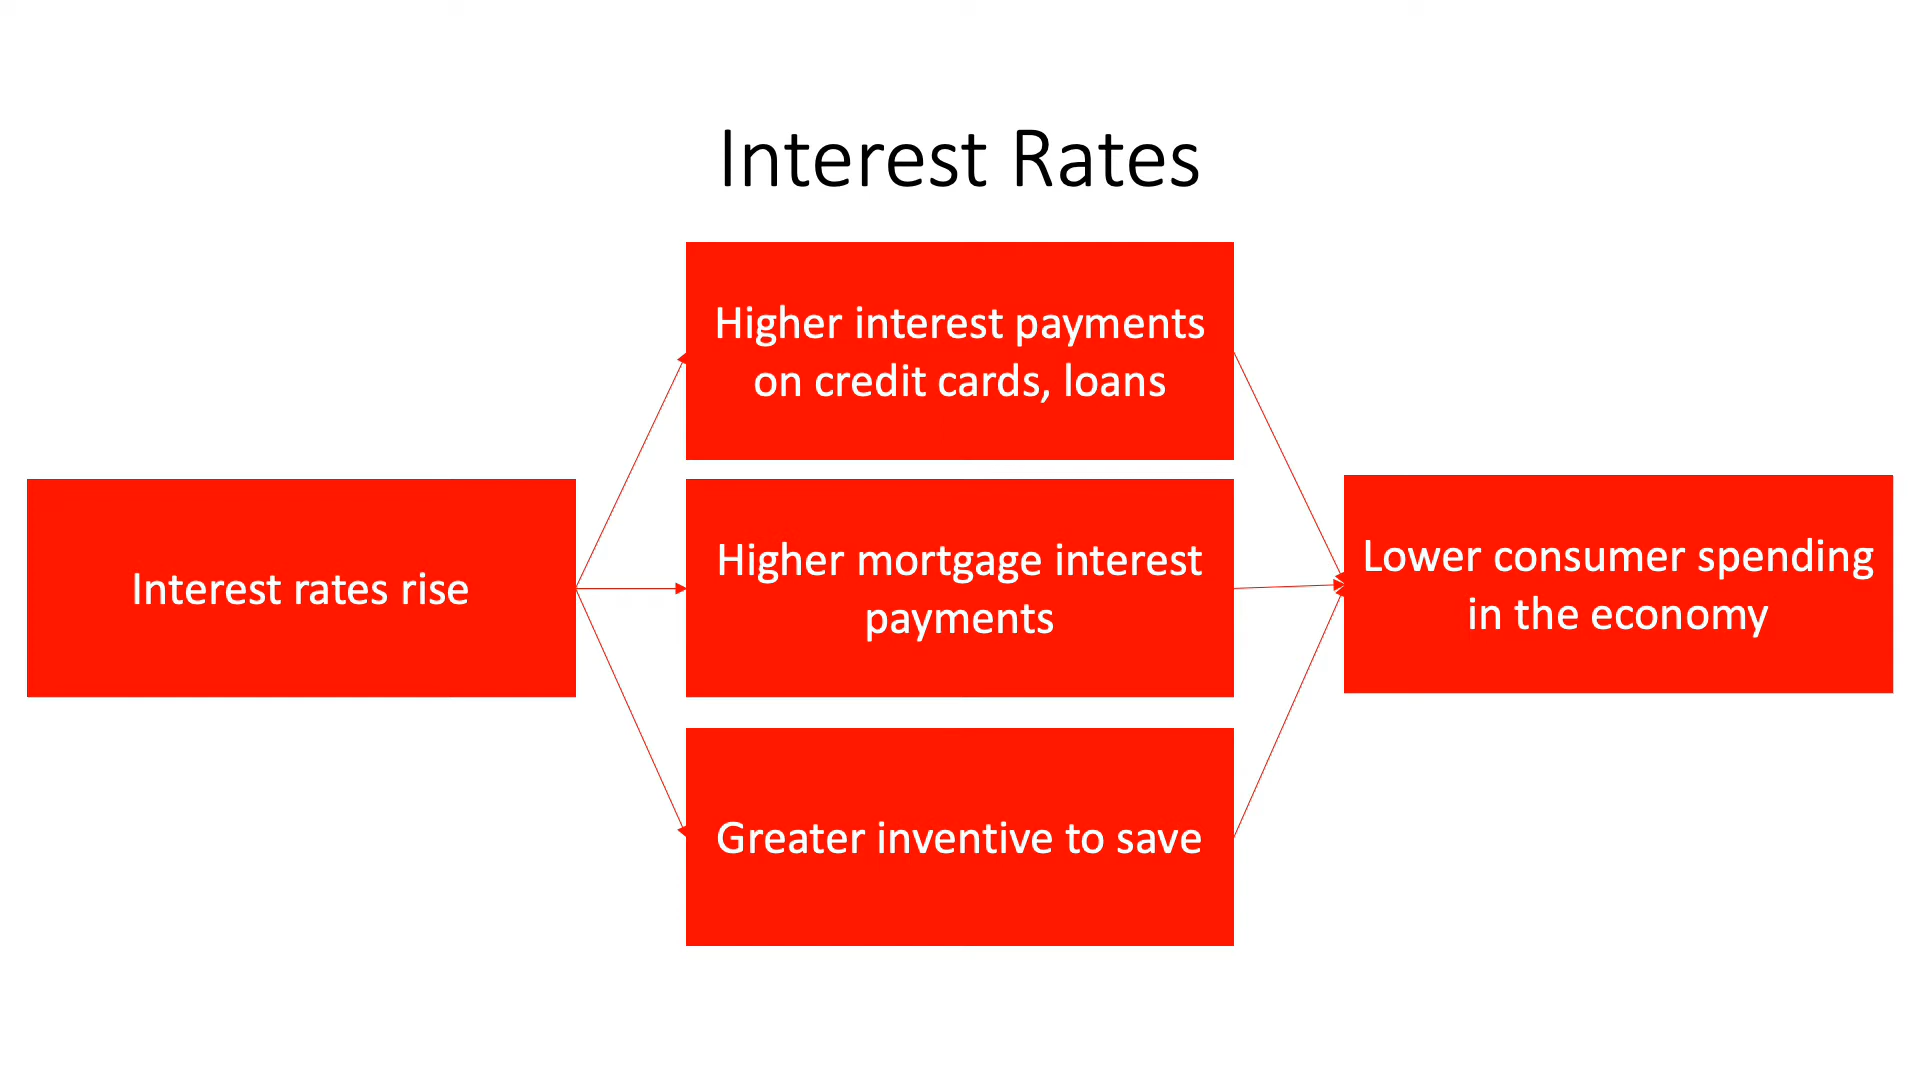 Interest Rates
Higher interest payments
on credit cards, loans
Interest rates rise
Higher mortgage interest
payments
Lower consumer spending
in the economy
Greater inventive to save